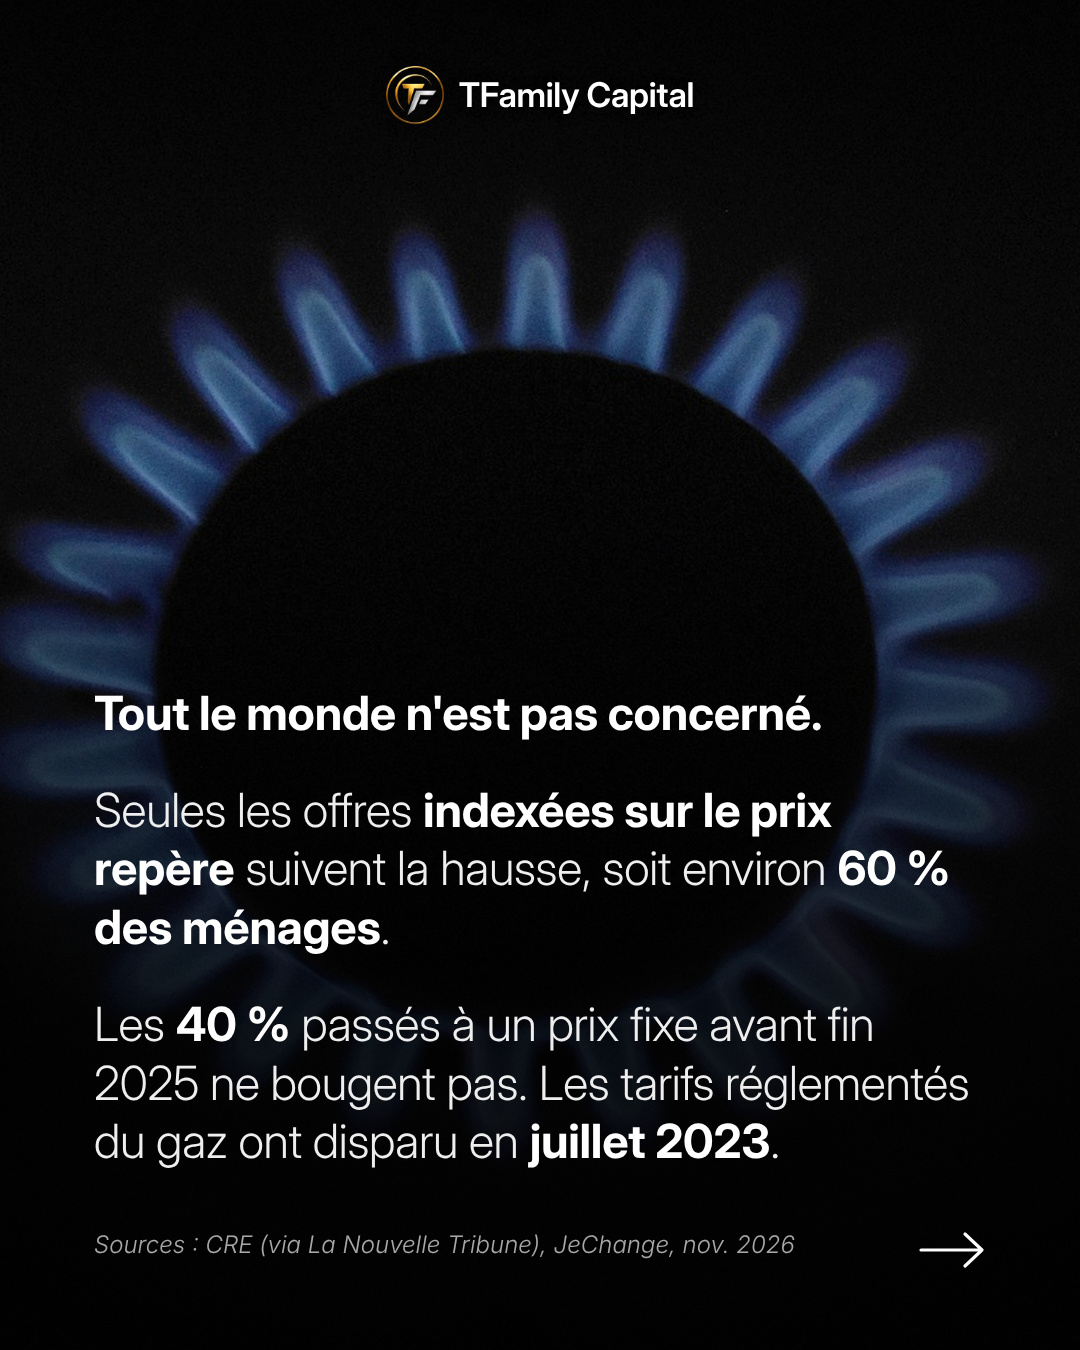 TF TFamily Capital
Tout le monde n'est pas concerné.
Seules les offres indexées sur le prix
repère suivent la hausse, soit environ 60 %
des ménages.
Les 40 % passés à un prix fixe avant fin
2025 ne bougent pas. Les tarifs réglementés
du gaz ont disparu en juillet 2023.
Sources : CRE (via La Nouvelle Tribune), JeChange, nov. 2026